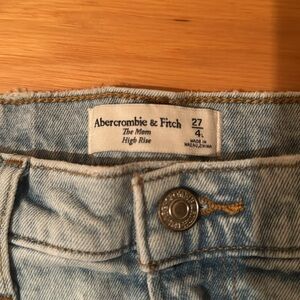 Abercrombie & Fitch
The Mom
High Rise
27
4
MADE IN